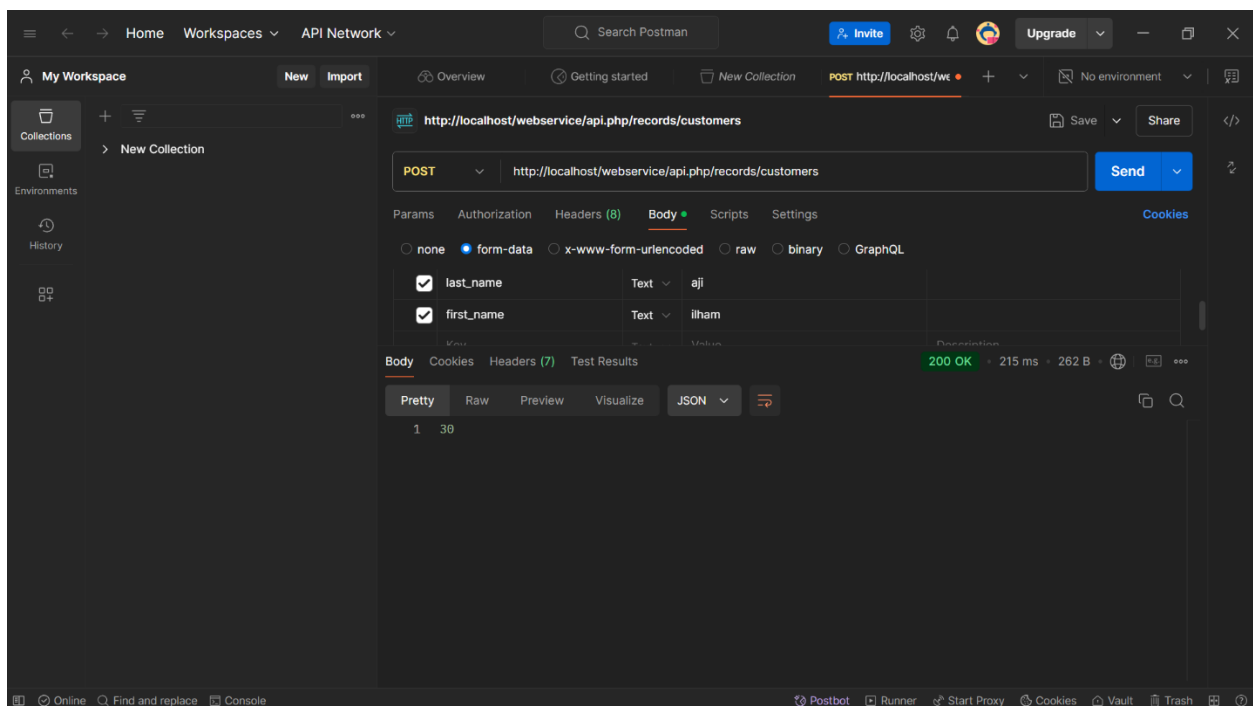 Home Workspaces API Network Search Postman Invite Upgrade
My Workspace New Import Overview Getting started New Collection POST http://localhost/we No environment
Collections
New Collection
Environments
History
HTTP http://localhost/webservice/api.php/records/customers Save Share
POST http://localhost/webservice/api.php/records/customers Send
Params Authorization Headers (8) Body Scripts Settings Cookies
none form-data x-www-form-urlencoded raw binary GraphQL
last_name Text aji
first_name Text ilham
Key Text Value Description
Body Cookies Headers (7) Test Results 200 OK 215 ms 262 B
Pretty Raw Preview Visualize JSON
1 30
Online Find and replace Console Postbot Runner Start Proxy Cookies Vault Trash